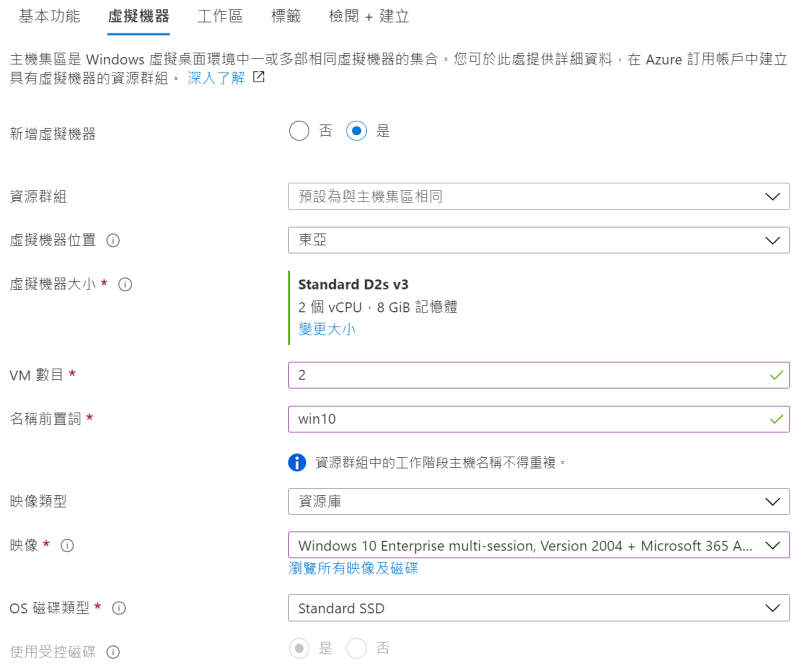 基本功能 虛擬機器 工作區 標籤 檢閱 + 建立
主機集區是 Windows 虛擬桌面環境中一或多部相同虛擬機器的集合。您可於此處提供詳細資料，在 Azure 訂用帳戶中建立
具有虛擬機器的資源群組。 深入了解
新增虛擬機器 否 是
資源群組 預設為與主機集區相同
虛擬機器位置 東亞
虛擬機器大小 * Standard D2s v3
2 個 vCPU，8 GiB 記憶體
變更大小
VM 數目 * 2
名稱前置詞 * win10
資源群組中的工作階段主機名稱不得重複。
映像類型 資源庫
映像 * Windows 10 Enterprise multi-session, Version 2004 + Microsoft 365 A...
瀏覽所有映像及磁碟
OS 磁碟類型 * Standard SSD
使用受控磁碟 是 否